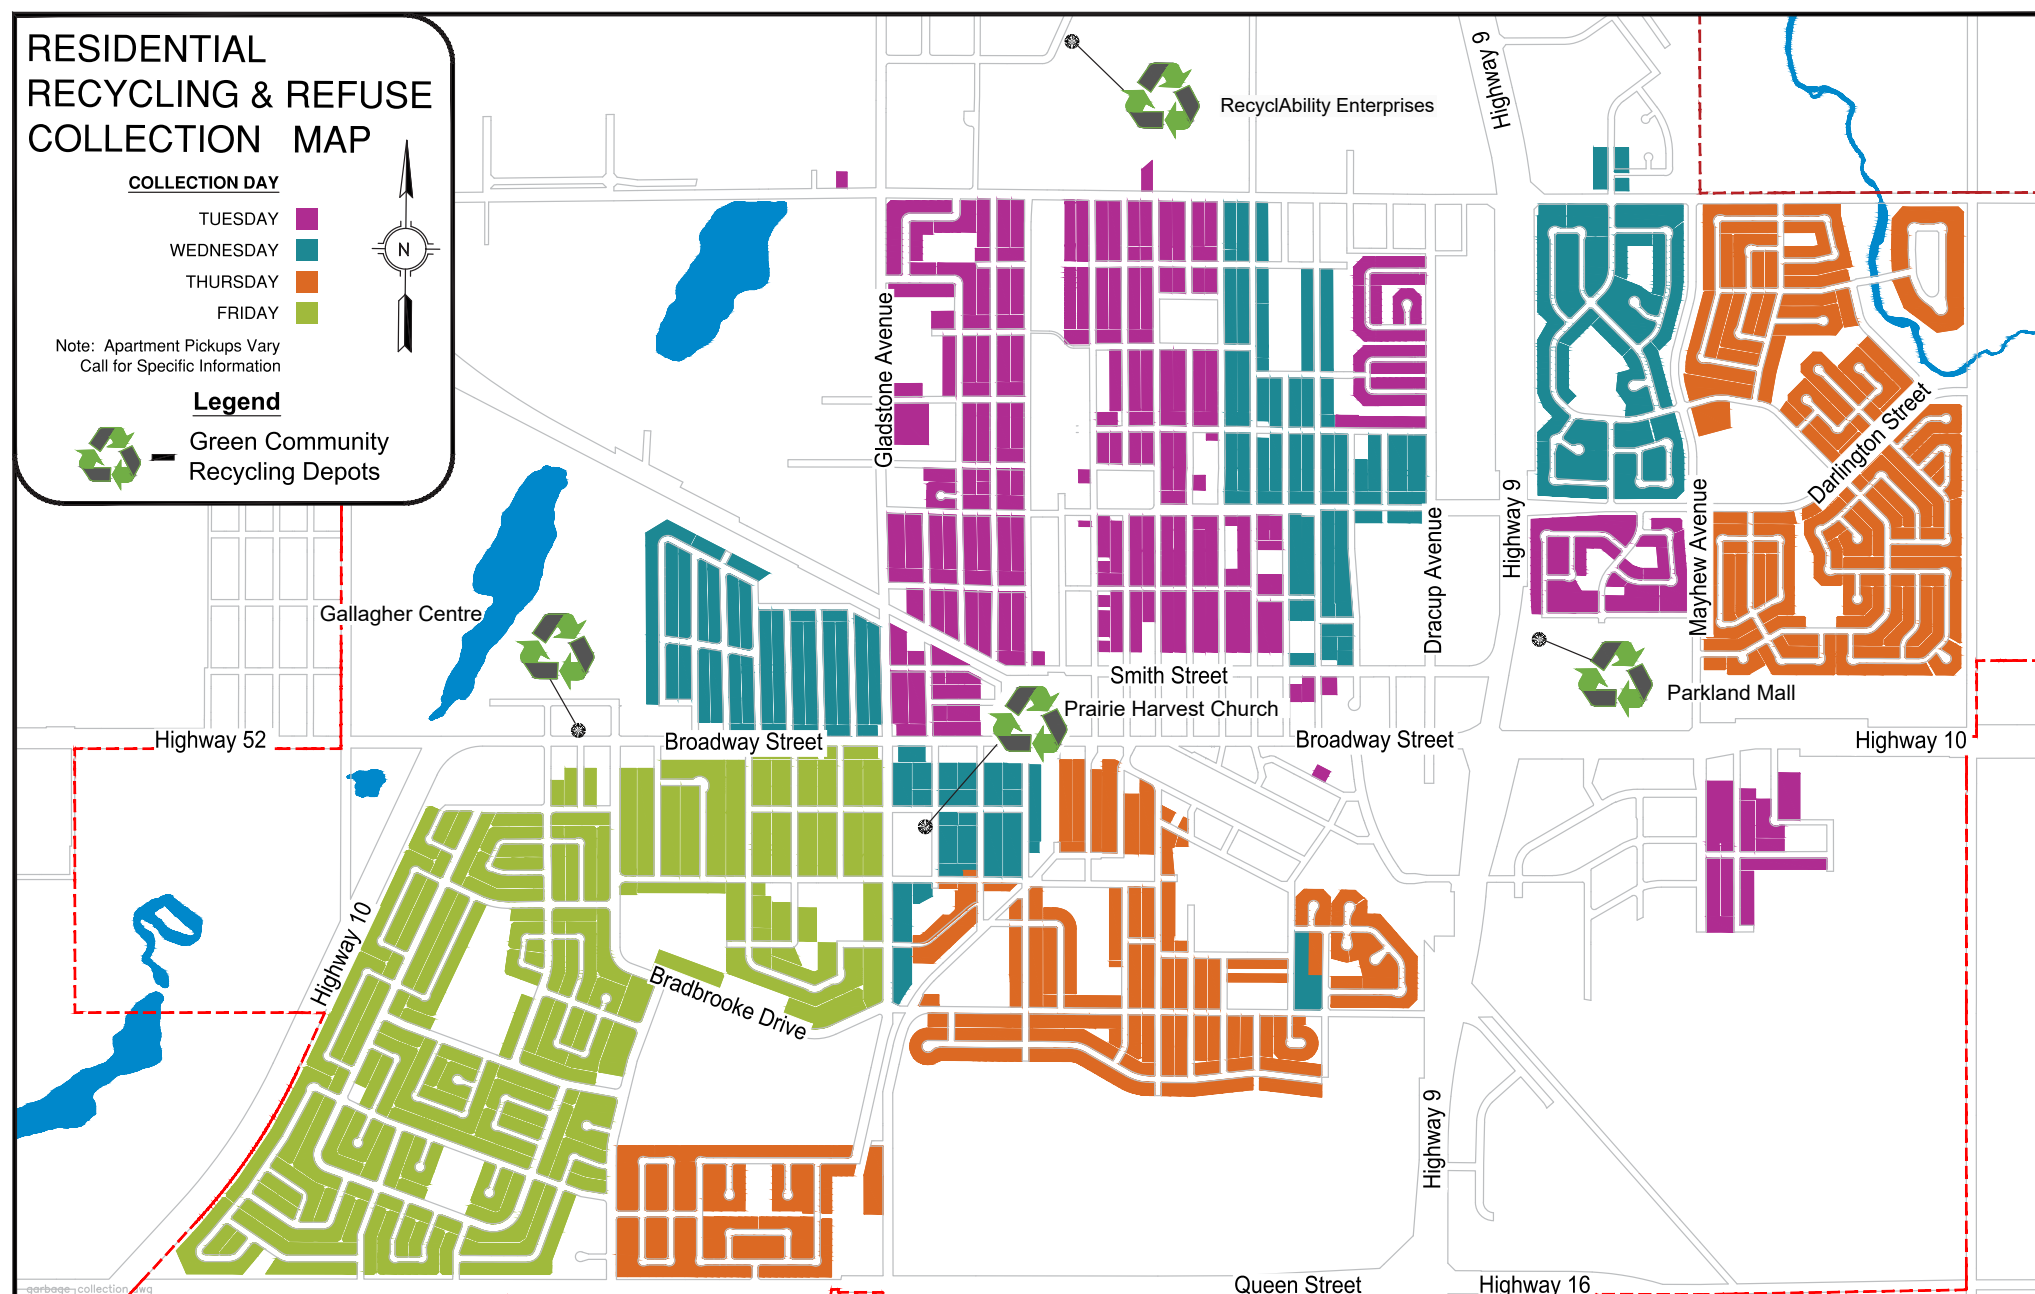 RESIDENTIAL
RECYCLING & REFUSE
COLLECTION MAP
COLLECTION DAY
TUESDAY
WEDNESDAY
THURSDAY
FRIDAY
N
Note: Apartment Pickups Vary
Call for Specific Information
Legend
Green Community
Recycling Depots
RecyclAbility Enterprises
Highway 9
Gladstone Avenue
Darlington Street
Highway 9
Mayhew Avenue
Dracup Avenue
Gallagher Centre
Smith Street
Prairie Harvest Church
Parkland Mall
Highway 52
Broadway Street
Broadway Street
Highway 10
Highway 10
Bradbrooke Drive
Highway 9
Queen Street
Highway 16
garbage_collection.dwg